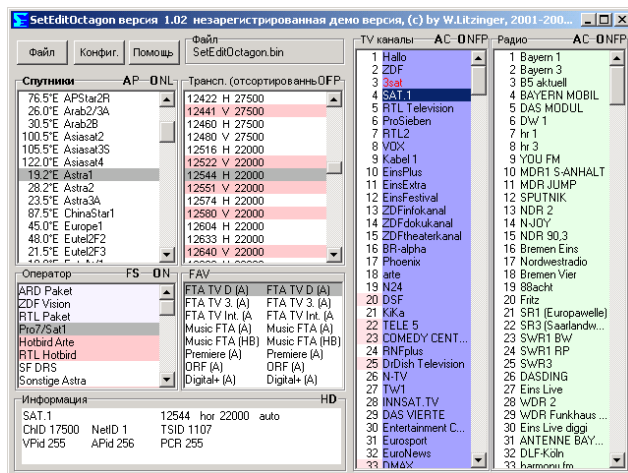 SetEditOctagon версия 1.02 незарегистрированная демо версия, (c) by W.Litzinger, 2001-200...
Файл
Конфиг.
Помощь
Файл
SetEditOctagon.bin
Спутники AP ONL
76.5°E APStar2R
26.0°E Arab2/3A
30.5°E Arab2B
100.5°E Asiasat2
105.5°E Asiasat3S
122.0°E Asiasat4
19.2°E Astra1
28.2°E Astra2
23.5°E Astra3A
87.5°E ChinaStar1
45.0°E Europe1
48.0°E Eutel2F2
21.5°E Eutel2F3
Трансп. (отсортированнь OFP
12422 H 27500
12441 V 27500
12460 H 27500
12480 V 27500
12516 H 22000
12522 V 22000
12544 H 22000
12551 V 22000
12574 H 22000
12580 V 22000
12604 H 22000
12633 H 22000
12640 V 22000
Оператор FS ON
ARD Paket
ZDF Vision
RTL Paket
Pro7/Sat1
Hotbird Arte
RTL Hotbird
SF DRS
Sonstige Astra
FAV
FTA TV D (A) FTA TV D (A)
FTA TV 3. (A) FTA TV 3. (A)
FTA TV Int. (A FTA TV Int. (A
Music FTA (A) Music FTA (A)
Music FTA (HB) Music FTA (HB)
Premiere (A) Premiere (A)
ORF (A) ORF (A)
Digital+ (A) Digital+ (A)
Информация HD
SAT.1 12544 hor 22000 auto
ChID 17500 NetID 1 TSID 1107
VPid 255 APid 256 PCR 255
TV каналы AC ONFP
1 Hallo
2 ZDF
3 3sat
4 SAT.1
5 RTL Television
6 ProSieben
7 RTL2
8 VOX
9 Kabel 1
10 EinsPlus
11 EinsExtra
12 EinsFestival
13 ZDFinfokanal
14 ZDFdokukanal
15 ZDFtheaterkanal
16 BR-alpha
17 Phoenix
18 arte
19 N24
20 DSF
21 KiKa
22 TELE 5
23 COMEDY CENT...
24 RNFplus
25 DrDish Television
26 N-TV
27 TW1
28 INNSAT.TV
29 DAS VIERTE
30 Entertainment C...
31 Eurosport
32 EuroNews
33 DMAX
Радио AC ONFP
1 Bayern 1
2 Bayern 3
3 B5 aktuell
4 BAYERN MOBIL
5 DAS MODUL
6 DW 1
7 hr 1
8 hr 3
9 YOU FM
10 MDR1 S-ANHALT
11 MDR JUMP
12 SPUTNIK
13 NDR 2
14 N-JOY
15 NDR 90,3
16 Bremen Eins
17 Nordwestradio
18 Bremen Vier
19 88acht
20 Fritz
21 SR1 (Europawelle)
22 SR3 (Saarlandw...
23 SWR1 BW
24 SWR1 RP
25 SWR3
26 DASDING
27 Eins Live
28 WDR 2
29 WDR Funkhaus ...
30 Eins Live diggi
31 ANTENNE BAY...
32 DLF-Köln
33 harmony fm